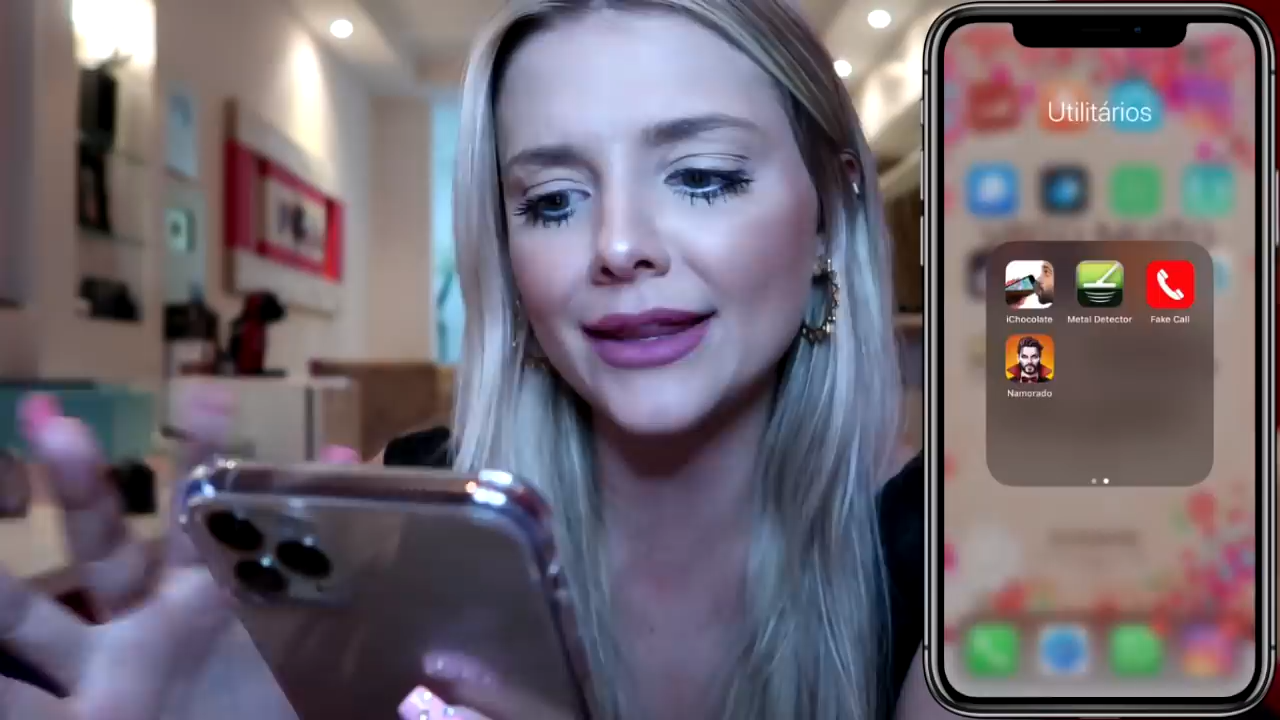 Utilitários
iChocolate
Metal Detector
Fake Call
Namorado